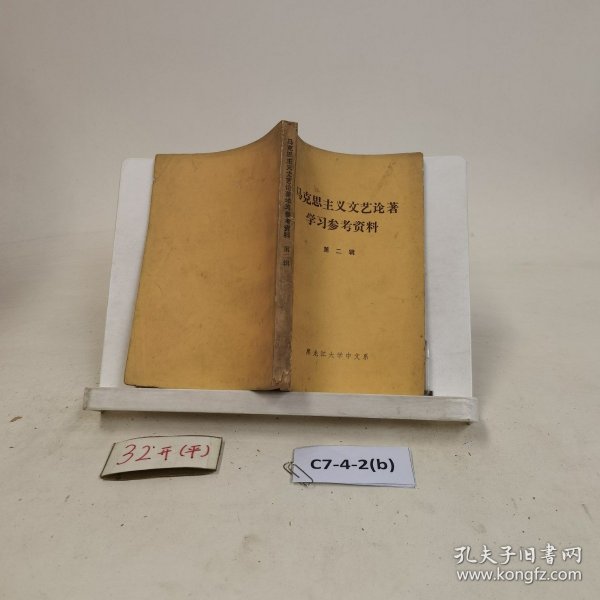 马克思主义文艺论著
学习参考资料
第二辑
黑龙江大学中文系
马克思主义文艺论著学习参考资料 第二辑
32开(平)
C7-4-2(b)
孔夫子旧书网
www.kongfz.com